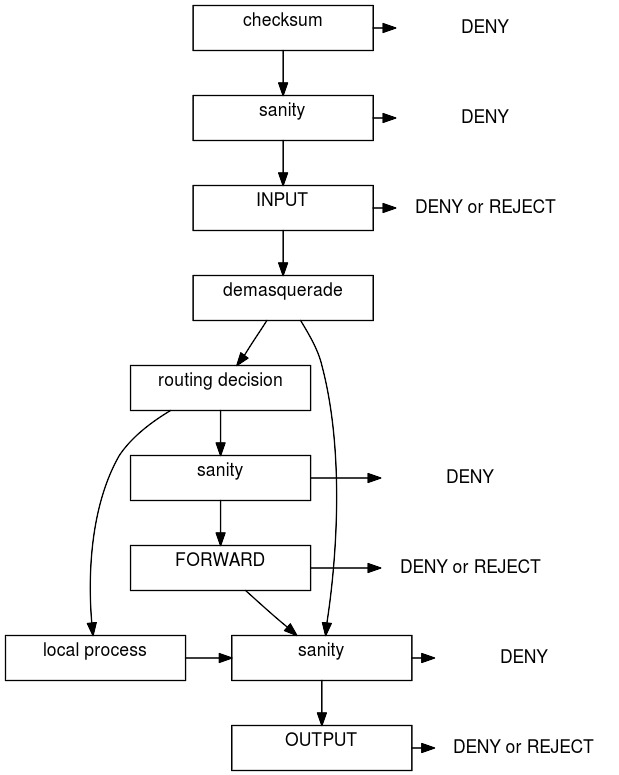 checksum
DENY
sanity
DENY
INPUT
DENY or REJECT
demasquerade
routing decision
sanity
DENY
FORWARD
DENY or REJECT
local process
sanity
DENY
OUTPUT
DENY or REJECT